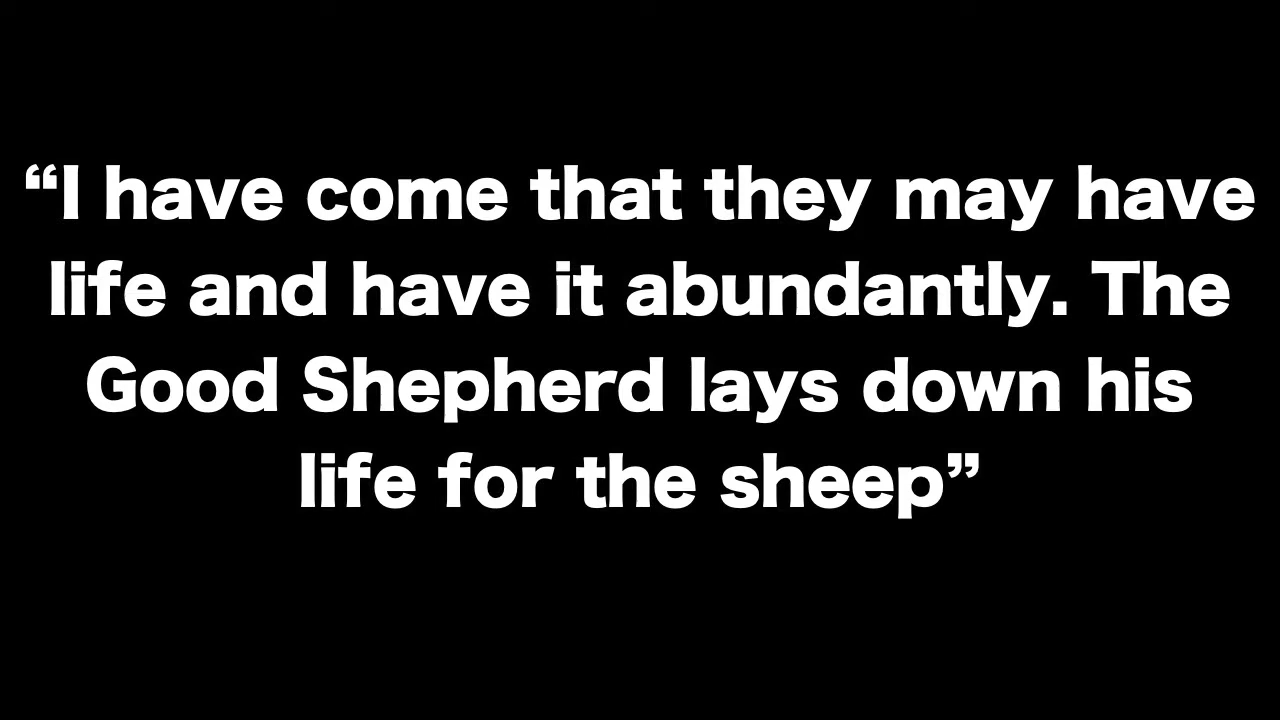 “I have come that they may have
life and have it abundantly. The
Good Shepherd lays down his
life for the sheep”